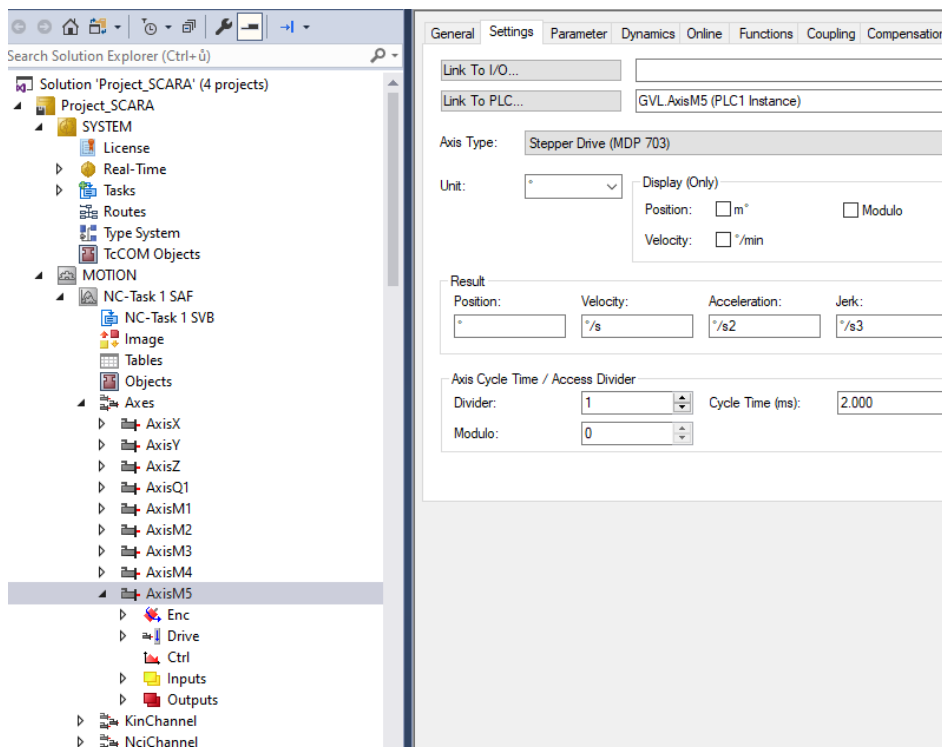 Search Solution Explorer (Ctrl+ů)
Solution 'Project_SCARA' (4 projects)
Project_SCARA
SYSTEM
License
Real-Time
Tasks
Routes
Type System
TcCOM Objects
MOTION
NC-Task 1 SAF
NC-Task 1 SVB
Image
Tables
Objects
Axes
AxisX
AxisY
AxisZ
AxisQ1
AxisM1
AxisM2
AxisM3
AxisM4
AxisM5
Enc
Drive
Ctrl
Inputs
Outputs
KinChannel
NciChannel
General Settings Parameter Dynamics Online Functions Coupling Compensation
Link To I/O...
Link To PLC... GVL.AxisM5 (PLC1 Instance)
Axis Type: Stepper Drive (MDP 703)
Unit: ° Display (Only)
Position: m° Modulo
Velocity: °/min
Result
Position: Velocity: Acceleration: Jerk:
° °/s °/s2 °/s3
Axis Cycle Time / Access Divider
Divider: 1 Cycle Time (ms): 2.000
Modulo: 0